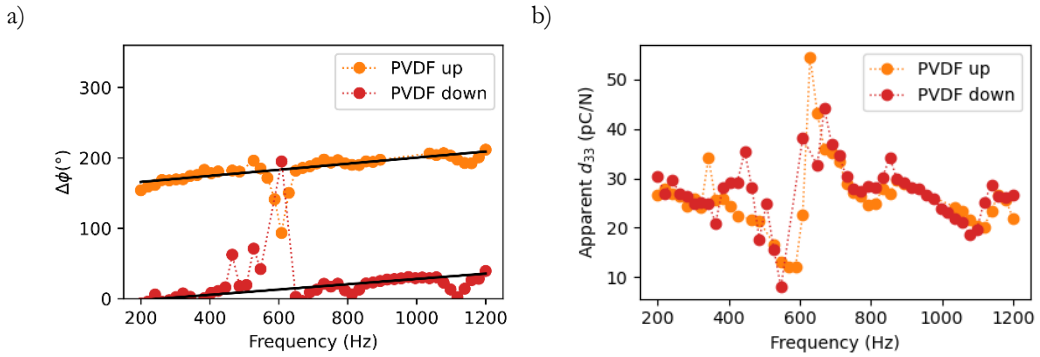 a)
b)
300
200
100
0
Δϕ(°)
PVDF up
PVDF down
200 400 600 800 1000 1200
Frequency (Hz)
50
40
30
20
10
Apparent d33 (pC/N)
PVDF up
PVDF down
200 400 600 800 1000 1200
Frequency (Hz)